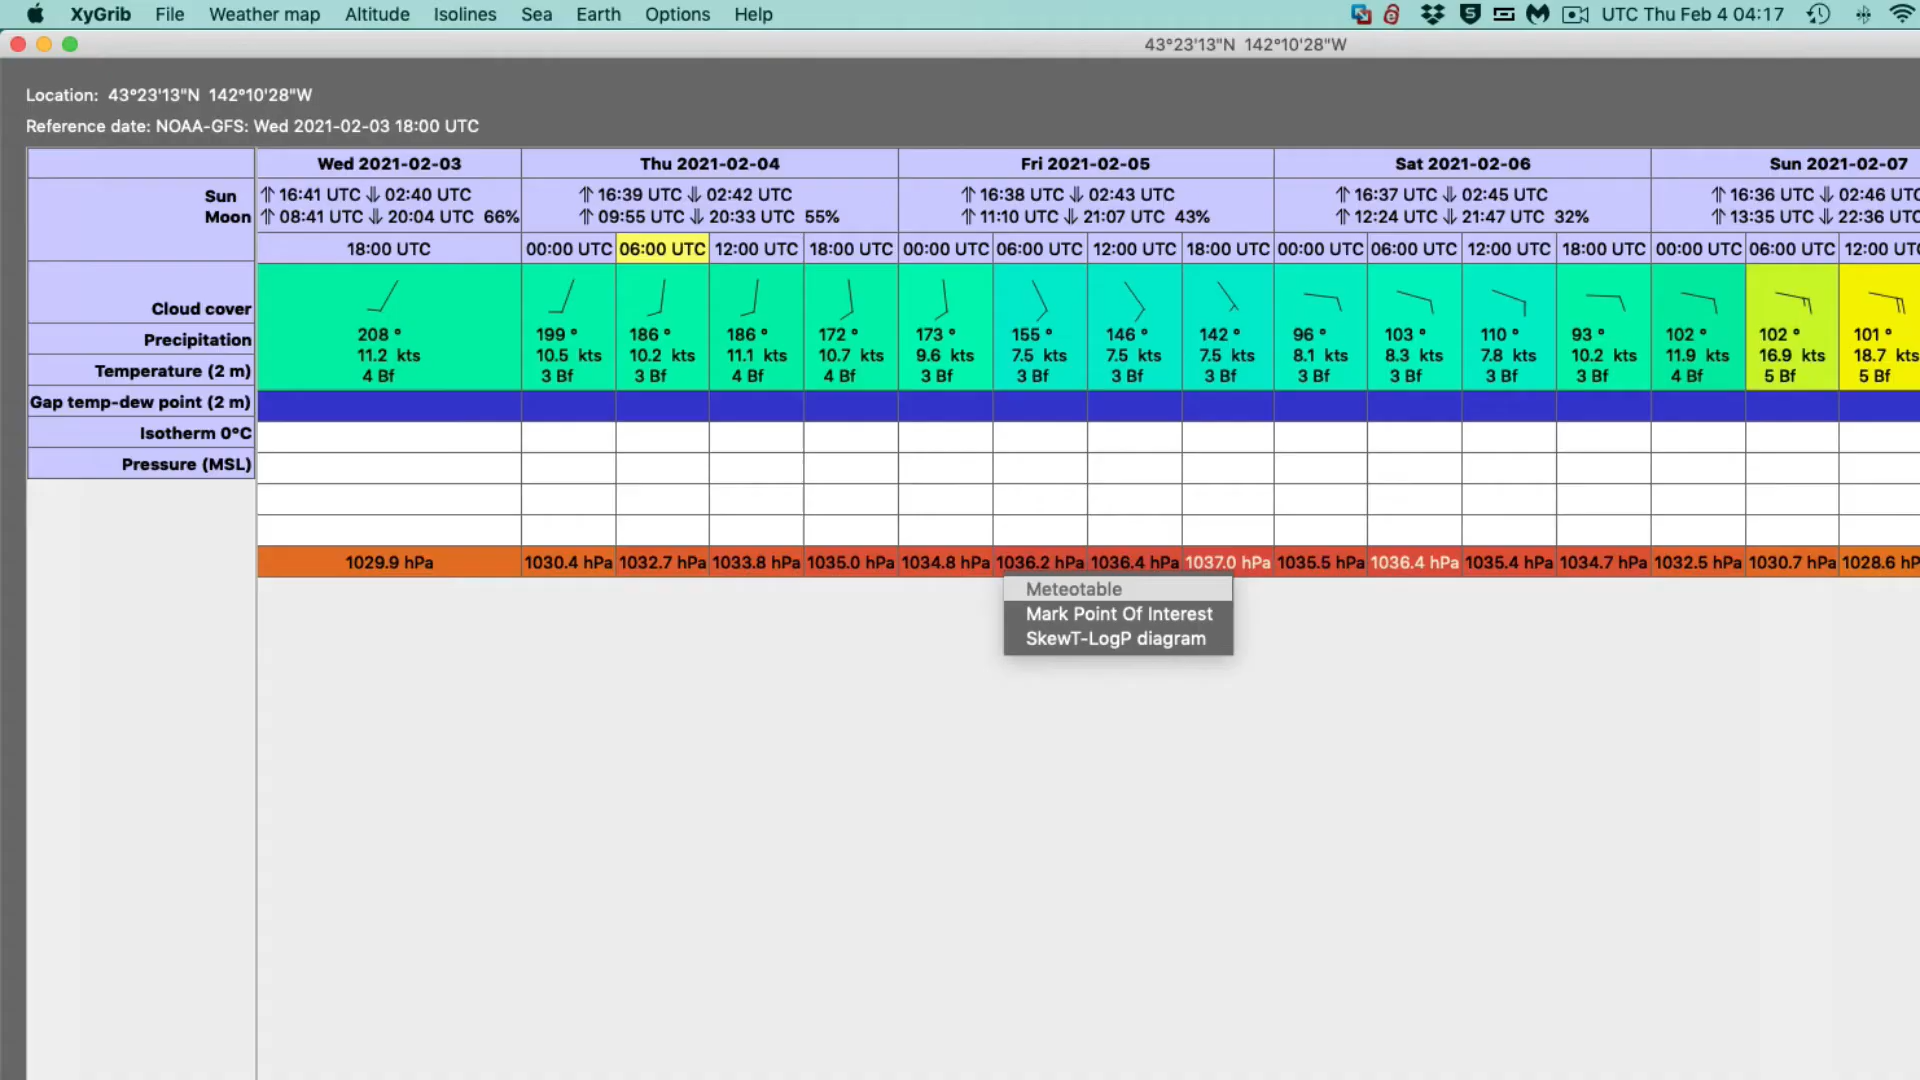 XyGrib File Weather map Altitude Isolines Sea Earth Options Help UTC Thu Feb 4 04:17
43°23'13"N 142°10'28"W
Location: 43°23'13"N 142°10'28"W
Reference date: NOAA-GFS: Wed 2021-02-03 18:00 UTC
Wed 2021-02-03 Thu 2021-02-04 Fri 2021-02-05 Sat 2021-02-06 Sun 2021-02-07
Sun ⥣ 16:41 UTC ⥥ 02:40 UTC ⥣ 16:39 UTC ⥥ 02:42 UTC ⥣ 16:38 UTC ⥥ 02:43 UTC ⥣ 16:37 UTC ⥥ 02:45 UTC ⥣ 16:36 UTC ⥥ 02:46 UTC
Moon ⥣ 08:41 UTC ⥥ 20:04 UTC 66% ⥣ 09:55 UTC ⥥ 20:33 UTC 55% ⥣ 11:10 UTC ⥥ 21:07 UTC 43% ⥣ 12:24 UTC ⥥ 21:47 UTC 32% ⥣ 13:35 UTC ⥥ 22:36 UTC
18:00 UTC 00:00 UTC 06:00 UTC 12:00 UTC 18:00 UTC 00:00 UTC 06:00 UTC 12:00 UTC 18:00 UTC 00:00 UTC 06:00 UTC 12:00 UTC 18:00 UTC 00:00 UTC 06:00 UTC 12:00 UTC
Cloud cover
Precipitation 208 ° 199 ° 186 ° 186 ° 172 ° 173 ° 155 ° 146 ° 142 ° 96 ° 103 ° 110 ° 93 ° 102 ° 102 ° 101 °
11.2 kts 10.5 kts 10.2 kts 11.1 kts 10.7 kts 9.6 kts 7.5 kts 7.5 kts 7.5 kts 8.1 kts 8.3 kts 7.8 kts 10.2 kts 11.9 kts 16.9 kts 18.7 kts
Temperature (2 m) 4 Bf 3 Bf 3 Bf 4 Bf 4 Bf 3 Bf 3 Bf 3 Bf 3 Bf 3 Bf 3 Bf 3 Bf 3 Bf 4 Bf 5 Bf 5 Bf
Gap temp-dew point (2 m)
Isotherm 0°C
Pressure (MSL)
1029.9 hPa 1030.4 hPa 1032.7 hPa 1033.8 hPa 1035.0 hPa 1034.8 hPa 1036.2 hPa 1036.4 hPa 1037.0 hPa 1035.5 hPa 1036.4 hPa 1035.4 hPa 1034.7 hPa 1032.5 hPa 1030.7 hPa 1028.6 hP
Meteotable
Mark Point Of Interest
SkewT-LogP diagram